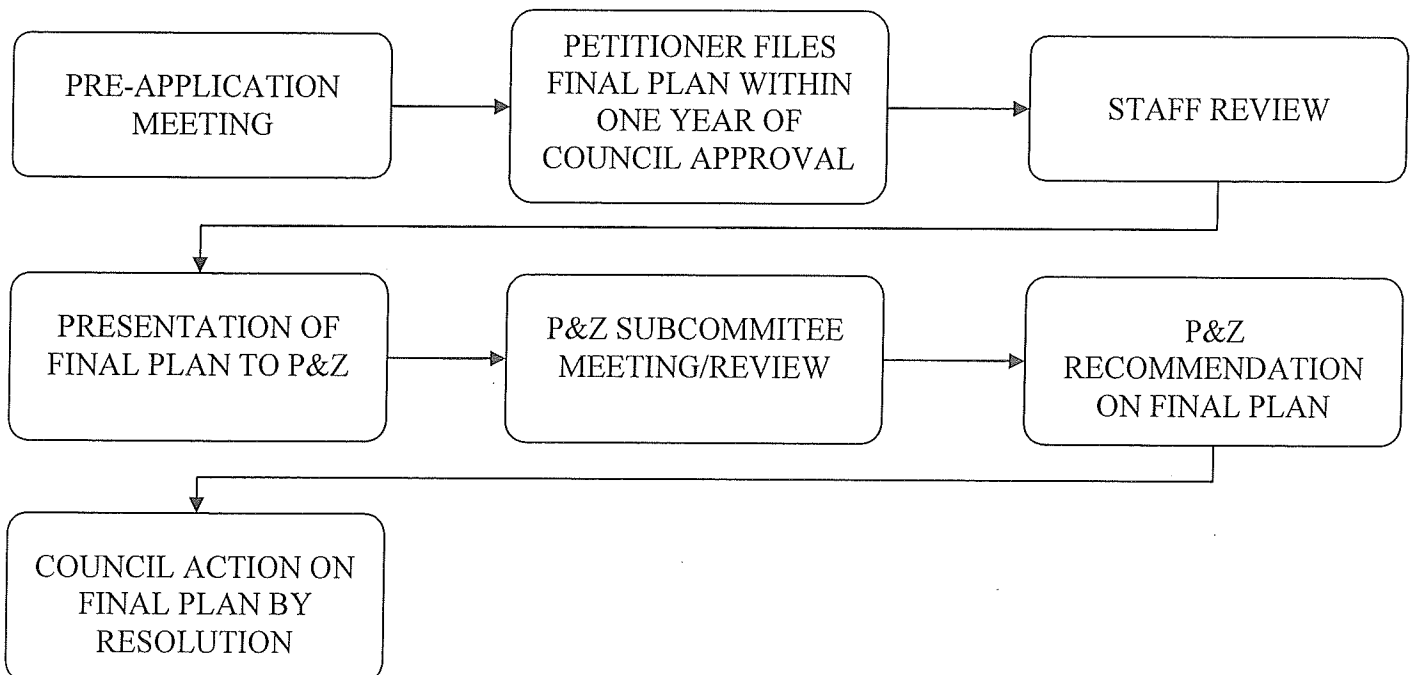 PRE-APPLICATION
MEETING
PETITIONER FILES
FINAL PLAN WITHIN
ONE YEAR OF
COUNCIL APPROVAL
STAFF REVIEW
PRESENTATION OF
FINAL PLAN TO P&Z
P&Z SUBCOMMITEE
MEETING/REVIEW
P&Z
RECOMMENDATION
ON FINAL PLAN
COUNCIL ACTION ON
FINAL PLAN BY
RESOLUTION